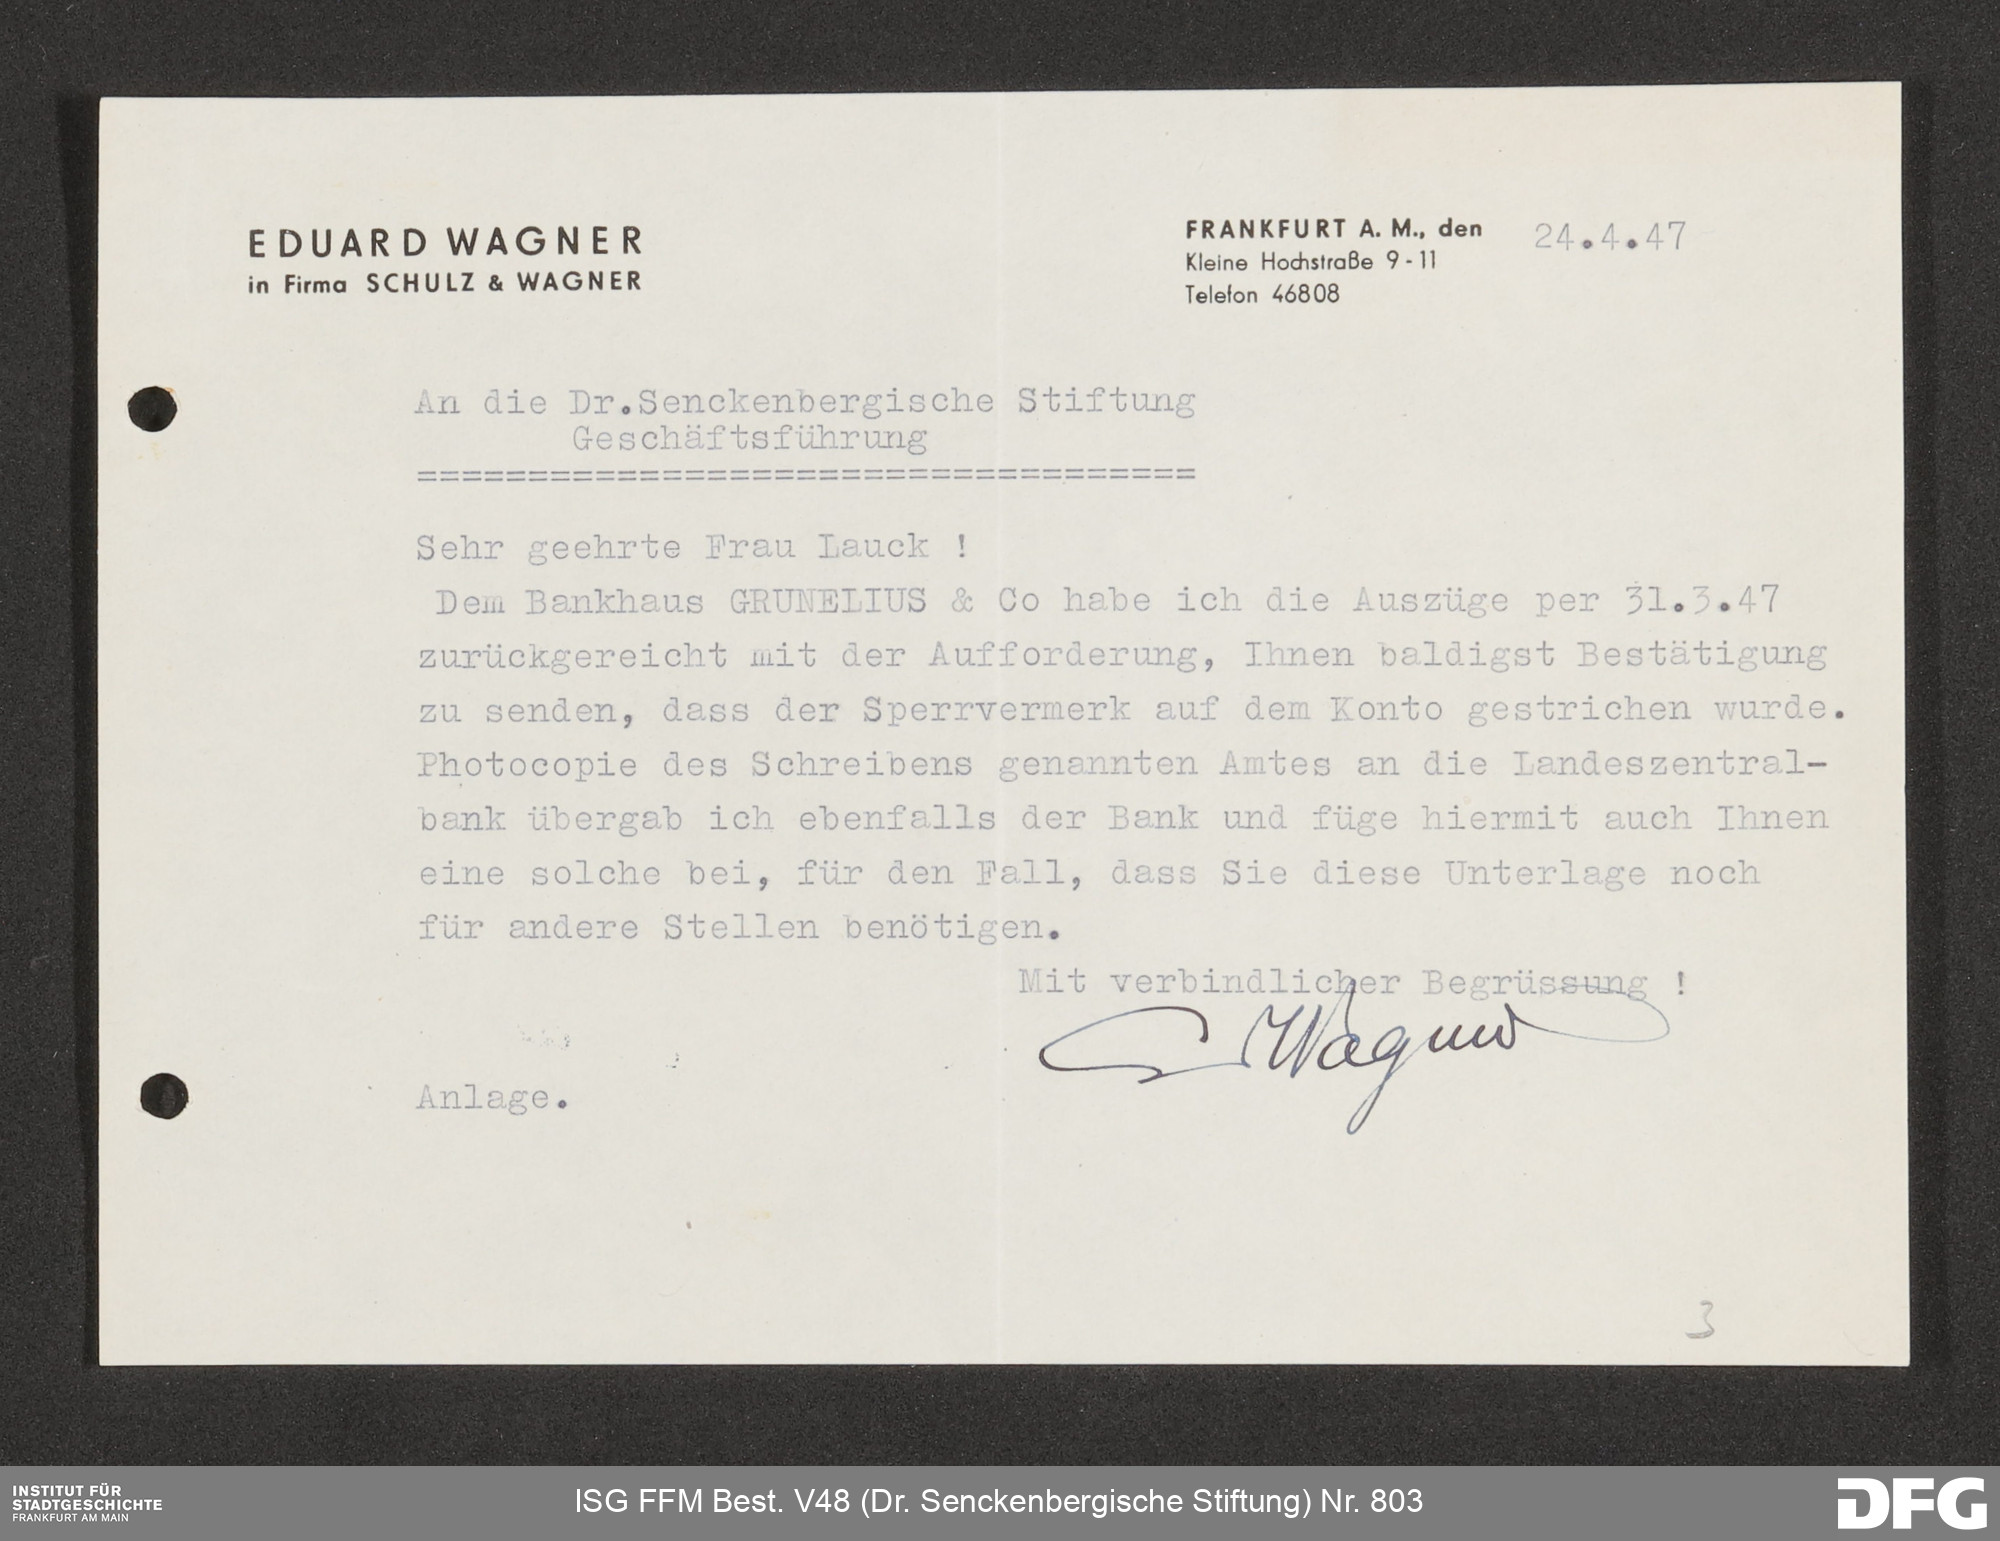 EDUARD WAGNER
in Firma SCHULZ & WAGNER
FRANKFURT A. M., den 24.4.47
Kleine Hochstraße 9-11
Telefon 46808
An die Dr.Senckenbergische Stiftung
Geschäftsführung
===================================
Sehr geehrte Frau Lauck !
Dem Bankhaus GRUNELIUS & Co habe ich die Auszüge per 31.3.47
zurückgereicht mit der Aufforderung, Ihnen baldigst Bestätigung
zu senden, dass der Sperrvermerk auf dem Konto gestrichen wurde.
Photocopie des Schreibens genannten Amtes an die Landeszentral-
bank übergab ich ebenfalls der Bank und füge hiermit auch Ihnen
eine solche bei, für den Fall, dass Sie diese Unterlage noch
für andere Stellen benötigen.
Mit verbindlicher Begrüssung !
E Wagner
Anlage.
3
INSTITUT FÜR
STADTGESCHICHTE
FRANKFURT AM MAIN
ISG FFM Best. V48 (Dr. Senckenbergische Stiftung) Nr. 803
DFG